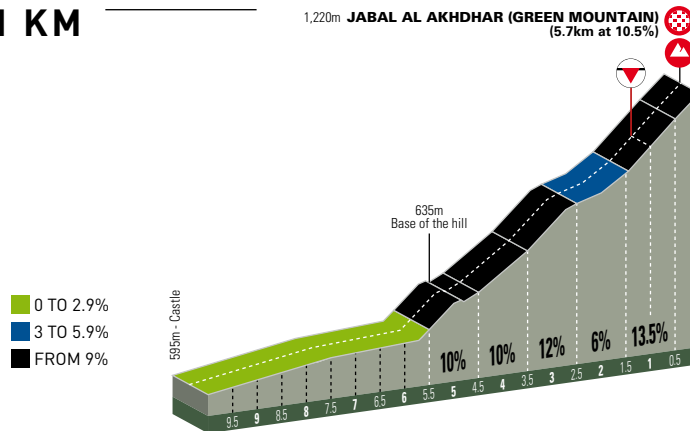 KM
1,220m JABAL AL AKHDHAR (GREEN MOUNTAIN)
(5.7km at 10.5%)
635m
Base of the hill
595m - Castle
0 TO 2.9%
3 TO 5.9%
FROM 9%
10% 10% 12% 6% 13.5%
9.5 9 8.5 8 7.5 7 6.5 6 5.5 5 4.5 4 3.5 3 2.5 2 1.5 1 0.5